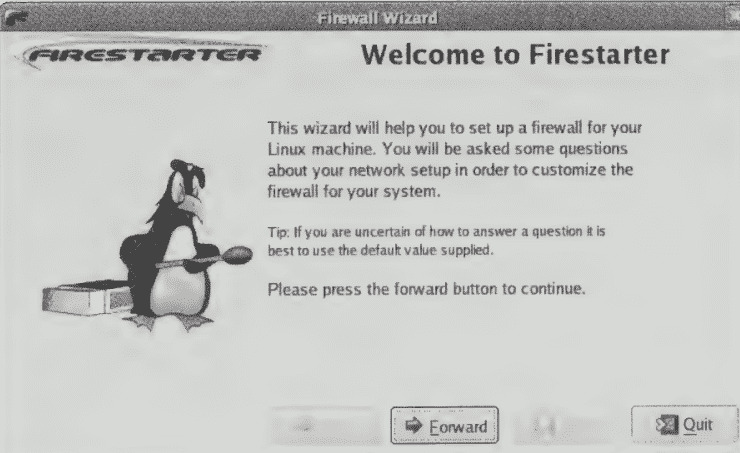 Firewall Wizard
FIRESTARTER
Welcome to Firestarter
This wizard will help you to set up a firewall for your
Linux machine. You will be asked some questions
about your network setup in order to customize the
firewall for your system.
Tip: If you are uncertain of how to answer a question it is
best to use the default value supplied.
Please press the forward button to continue.
Forward
Quit